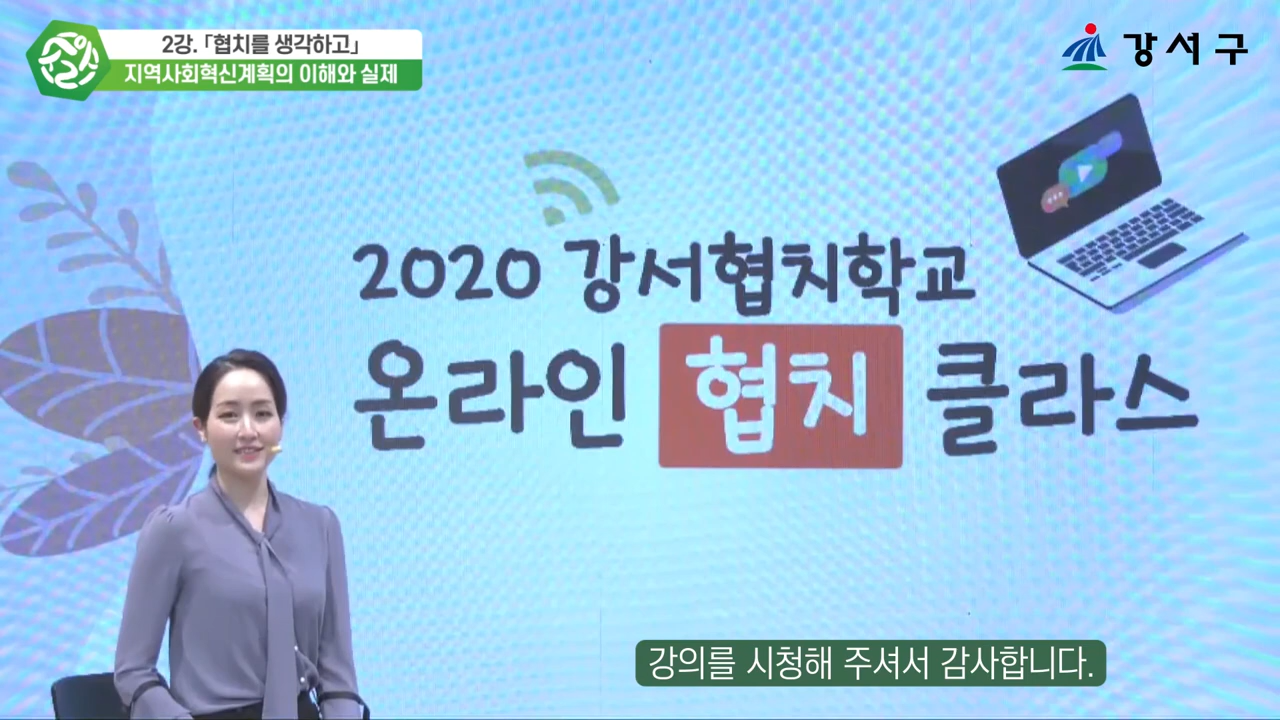 2강. 「협치를 생각하고」
지역사회혁신계획의 이해와 실제
강서구
2020 강서협치학교
온라인 협치 클라스
강의를 시청해 주셔서 감사합니다.